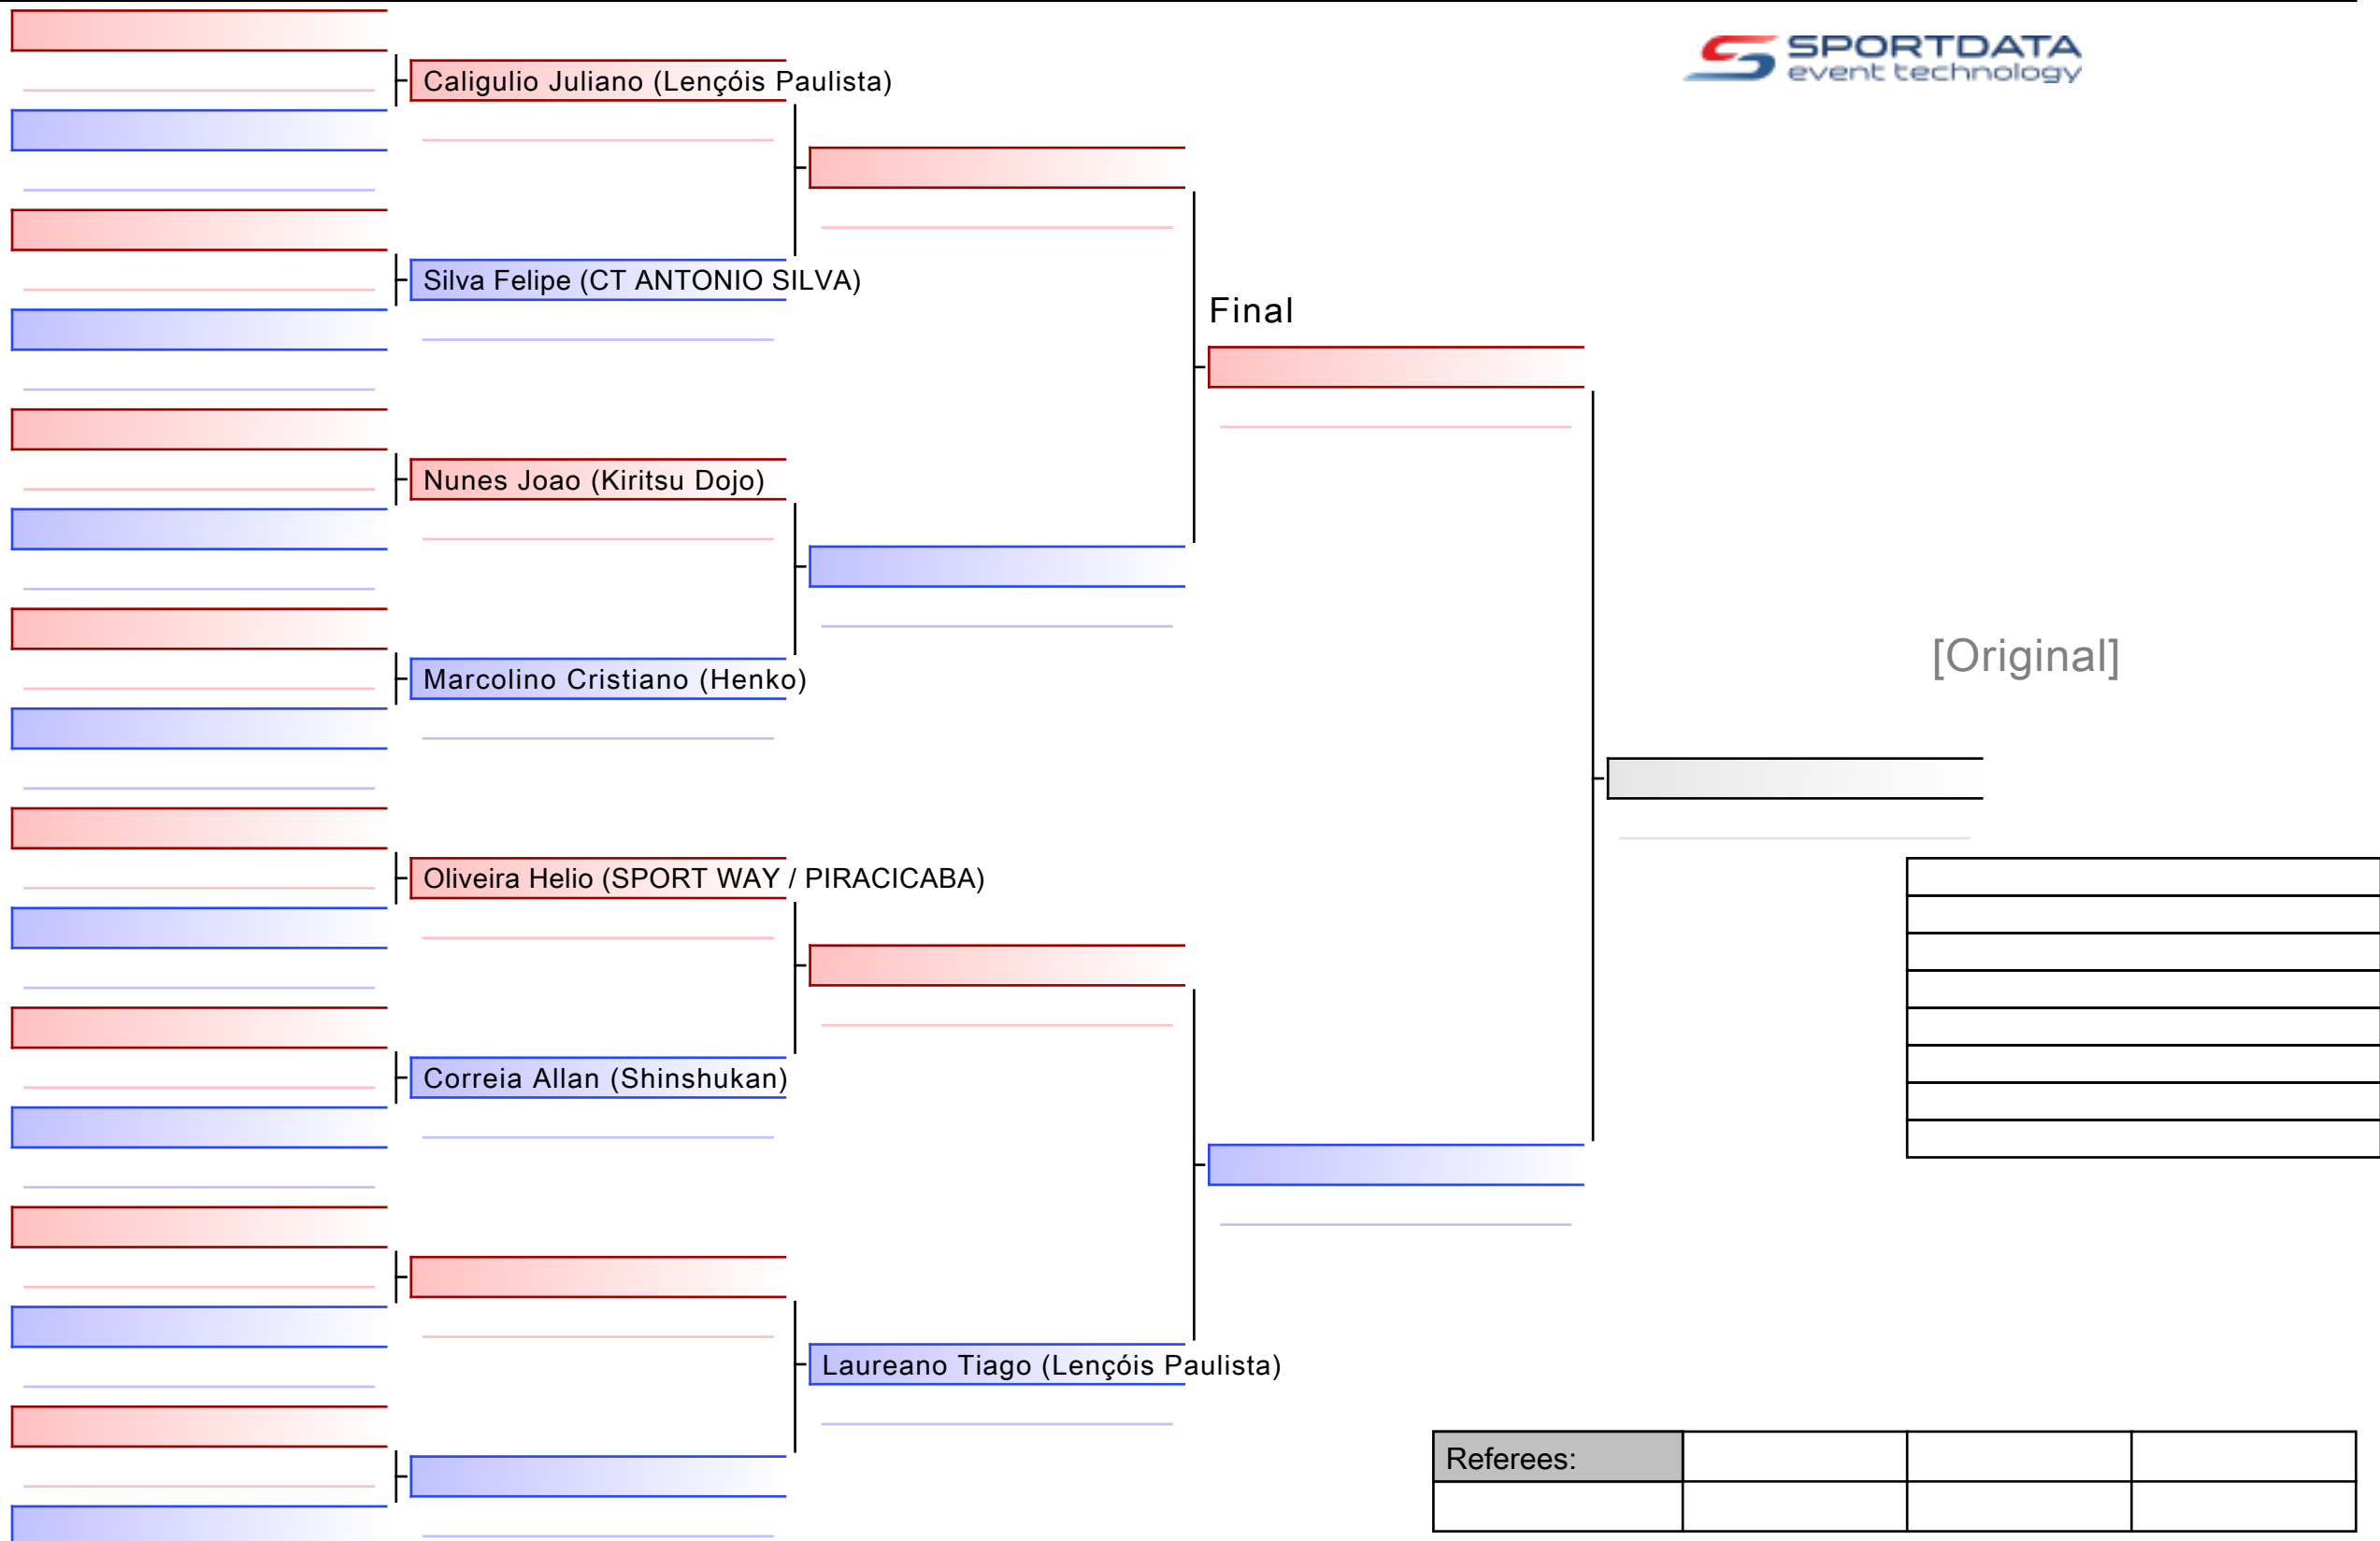 SPORTDATA
event technology
Caligulio Juliano (Lençóis Paulista)
Silva Felipe (CT ANTONIO SILVA)
Final
Nunes Joao (Kiritsu Dojo)
[Original]
Marcolino Cristiano (Henko)
Oliveira Helio (SPORT WAY / PIRACICABA)
Correia Allan (Shinshukan)
Laureano Tiago (Lençóis Paulista)
Referees: